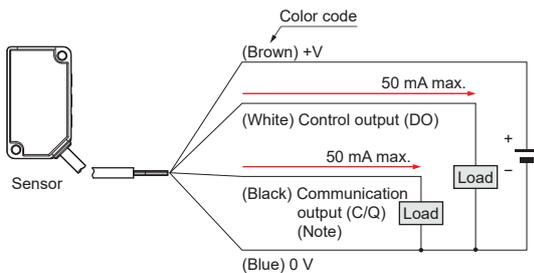 Color code
(Brown) +V
50 mA max.
(White) Control output (DO)
+
50 mA max.
Load
−
Sensor
(Black) Communication
output (C/Q)
Load
(Note)
(Blue) 0 V